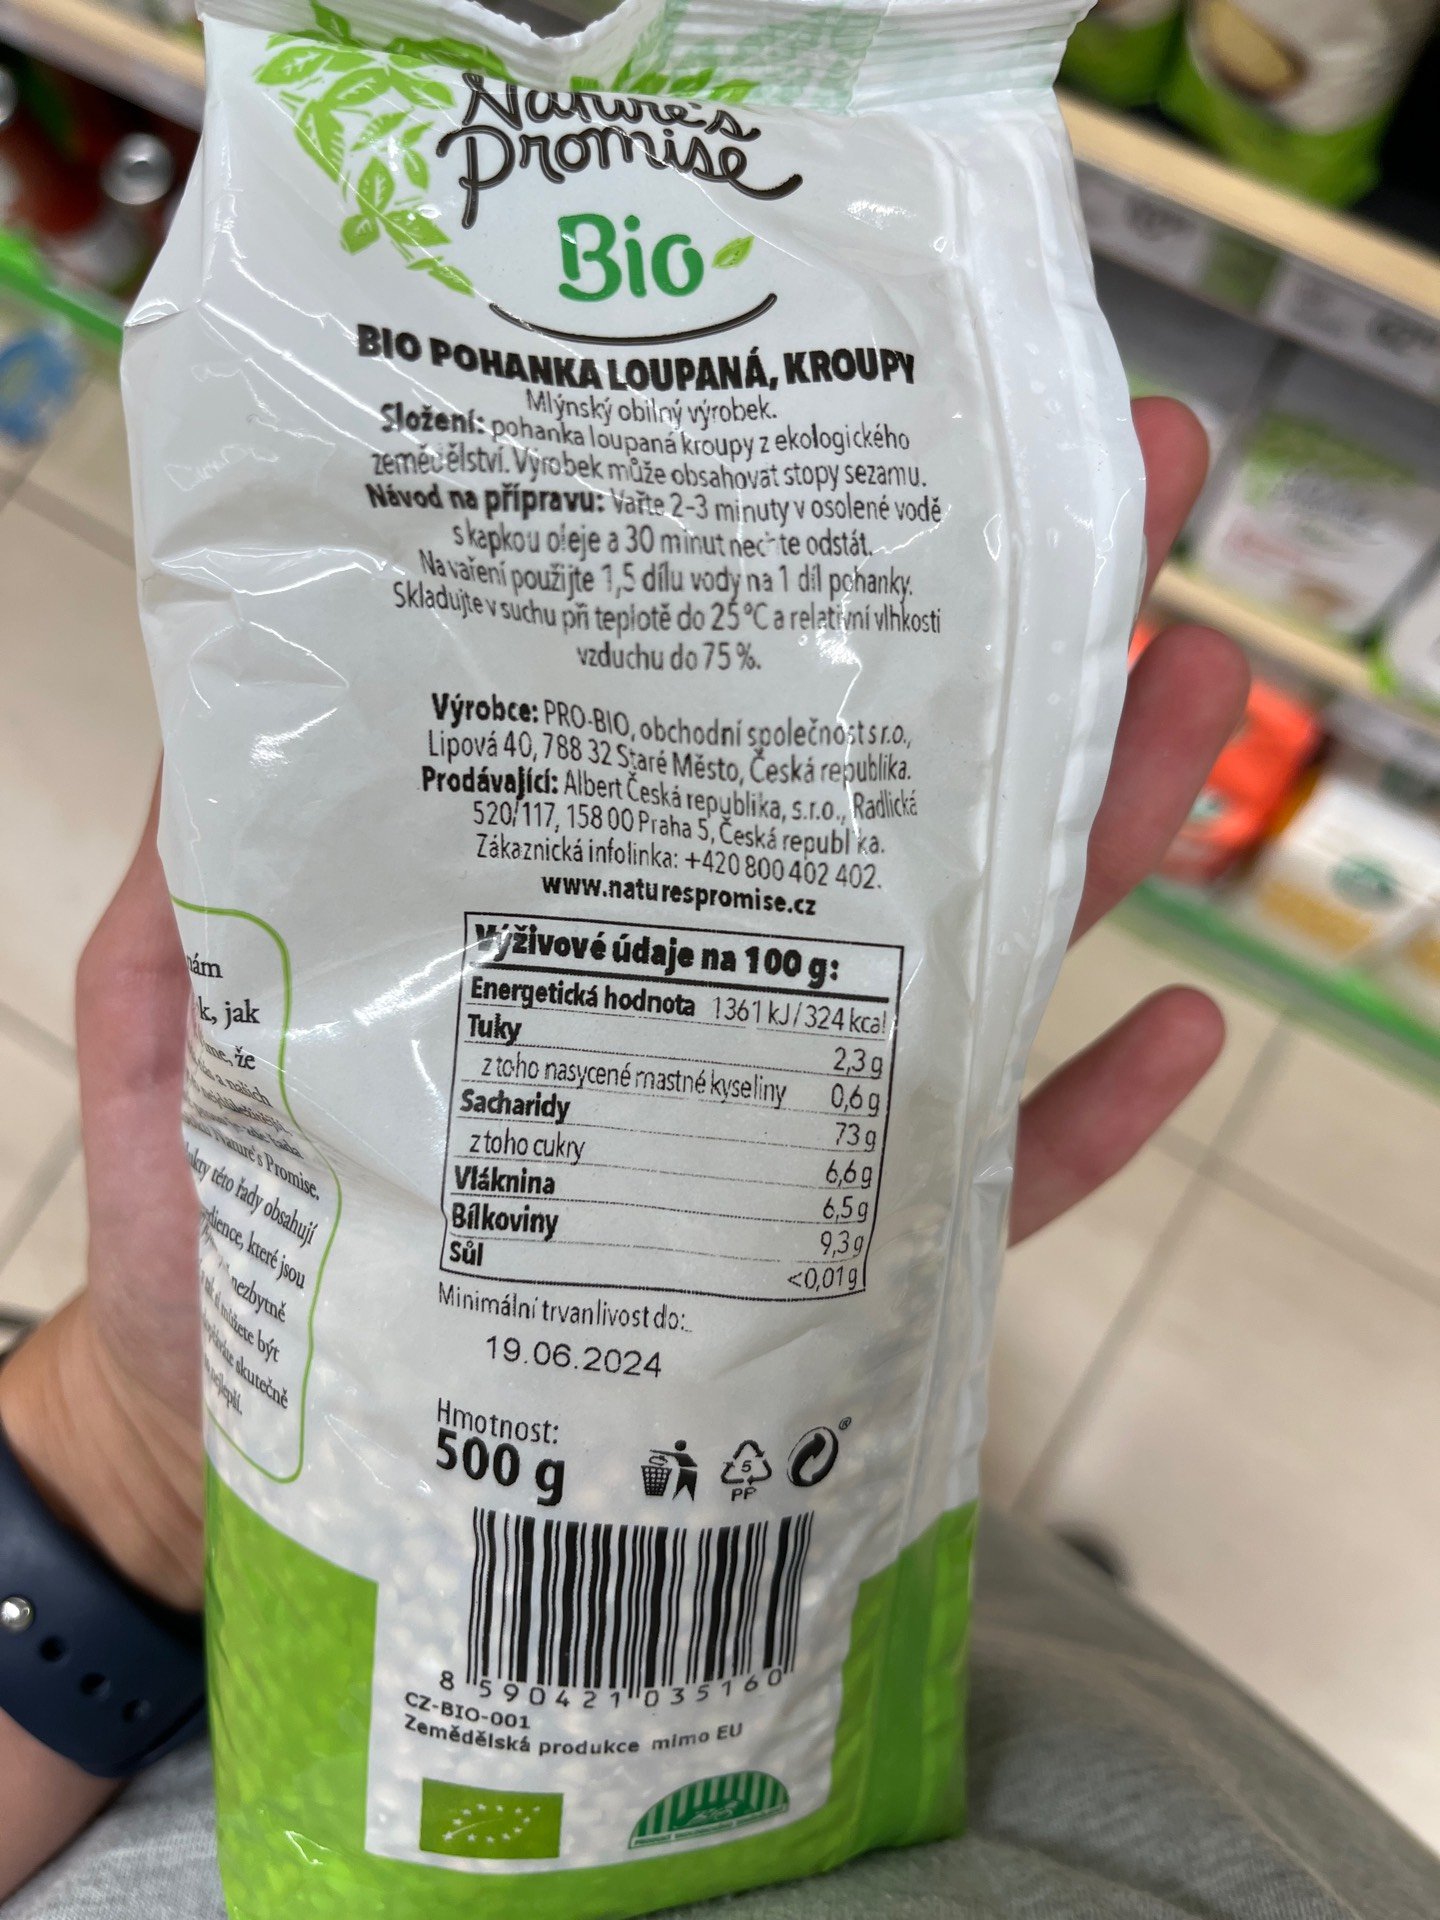 Nature's
Promise
Bio
BIO POHANKA LOUPANÁ, KROUPY
Mlýnský obilný výrobek.
Složení: pohanka loupaná kroupy z ekologického
zemědělství. Výrobek může obsahovat stopy sezamu.
Návod na přípravu: Vařte 2-3 minuty v osolené vodě
s kapkou oleje a 30 minut nechte odstát.
Na vaření použijte 1,5 dílu vody na 1 díl pohanky.
Skladujte v suchu při teplotě do 25 °C a relativní vlhkosti
vzduchu do 75 %.
Výrobce: PRO-BIO, obchodní společnost s r.o.,
Lipová 40, 788 32 Staré Město, Česká republika.
Prodávající: Albert Česká republika, s.r.o., Radlická
520/117, 158 00 Praha 5, Česká republika.
Zákaznická infolinka: +420 800 402 402.
www.naturespromise.cz
Výživové údaje na 100 g:
Energetická hodnota 1361 kJ/324 kcal
Tuky 2,3 g
z toho nasycené mastné kyseliny 0,6 g
Sacharidy 73 g
z toho cukry 6,6 g
Vláknina 6,5 g
Bílkoviny 9,3 g
Sůl <0,01 g
Minimální trvanlivost do:
19.06.2024
Hmotnost:
500 g
5
PP
®
8 590421 035160
CZ-BIO-001
Zemědělská produkce mimo EU
k, jak
že
a našich
Nature's Promise.
této řady obsahují
které jsou
nezbytně
můžete být
skutečně